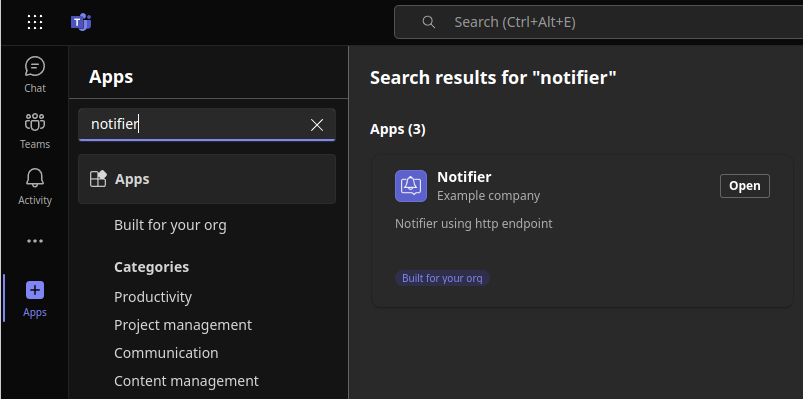 Search (Ctrl+Alt+E)
Chat
Teams
Activity
Apps
Apps
notifier
Apps
Built for your org
Categories
Productivity
Project management
Communication
Content management
Search results for "notifier"
Apps (3)
Notifier
Example company
Open
Notifier using http endpoint
Built for your org